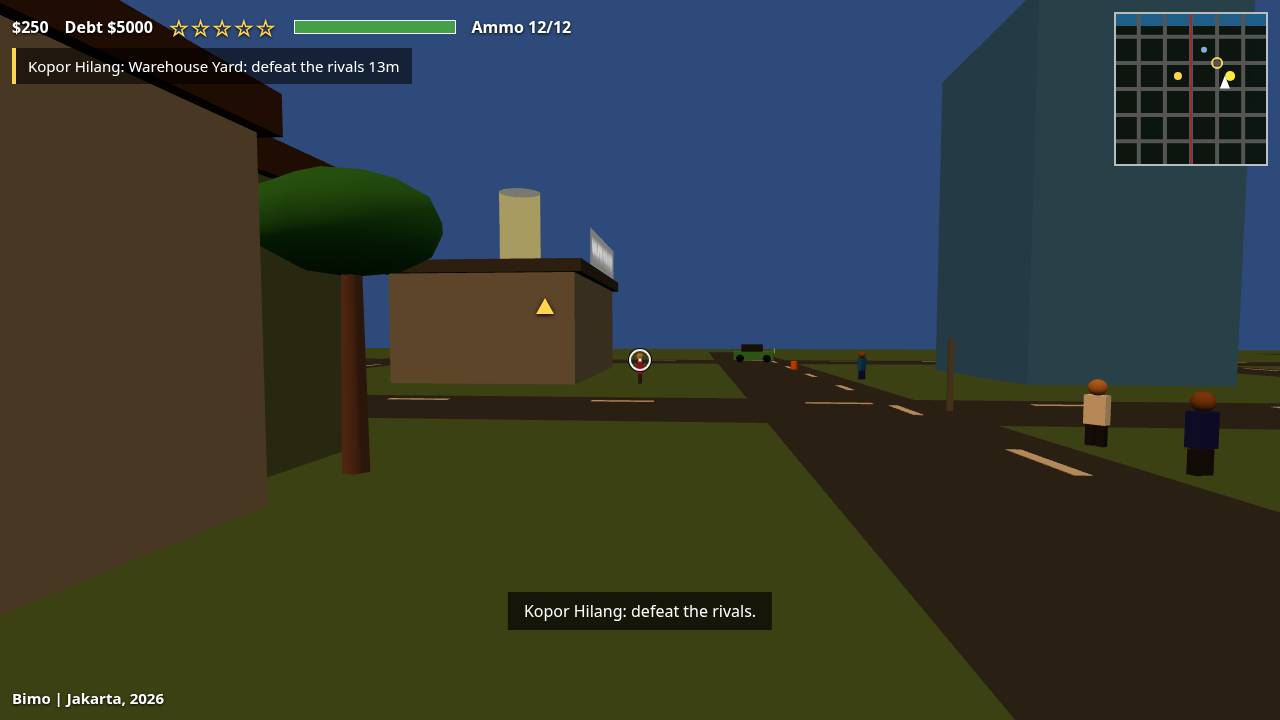 $250 Debt $5000 Ammo 12/12
Kopor Hilang: Warehouse Yard: defeat the rivals 13m
Kopor Hilang: defeat the rivals.
Bimo | Jakarta, 2026